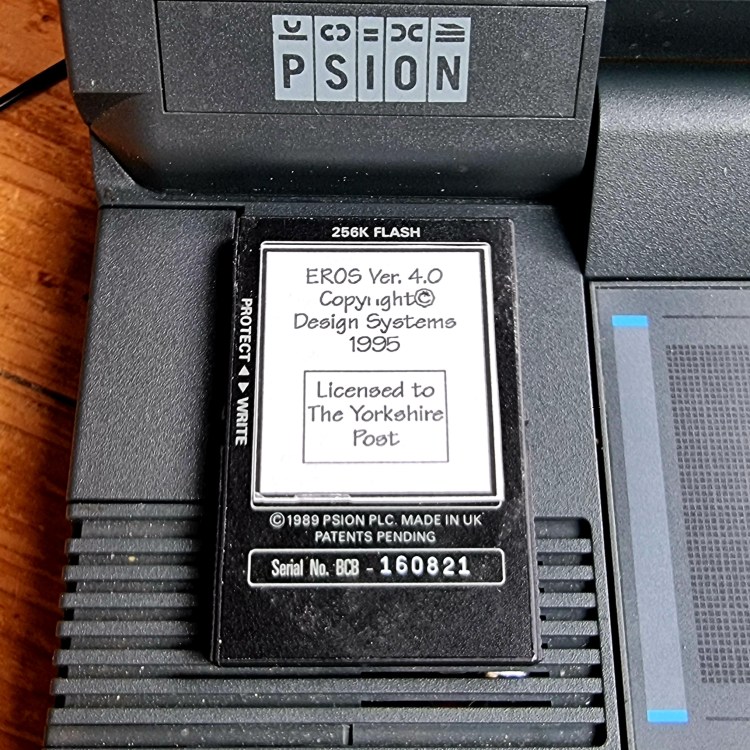 PSION
256K FLASH
EROS Ver. 4.0
Copyright©
Design Systems
1995
Licensed to
The Yorkshire
Post
PROTECT ◀ ▶ WRITE
©1989 PSION PLC. MADE IN UK
PATENTS PENDING
Serial No. BCB - 160821